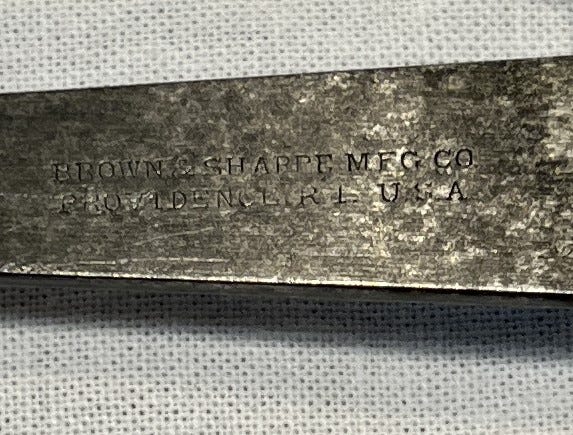 BROWN & SHARPE MFG. CO.
PROVIDENCE, R. I. U.S.A.